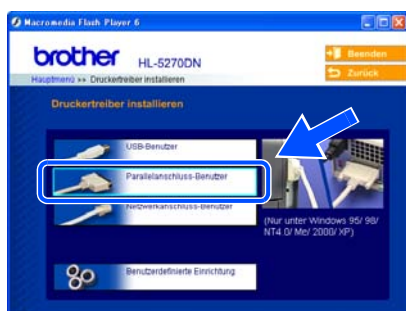 Macromedia Flash Player 6
brother HL-5270DN
Beenden
Zurück
Hauptmenü >> Druckertreiber installieren
Druckertreiber installieren
USB-Benutzer
Parallelanschluss-Benutzer
Netzwerkanschluss-Benutzer
(Nur unter Windows 95/ 98/
NT4.0/ Me/ 2000/ XP)
Benutzerdefinierte Einrichtung